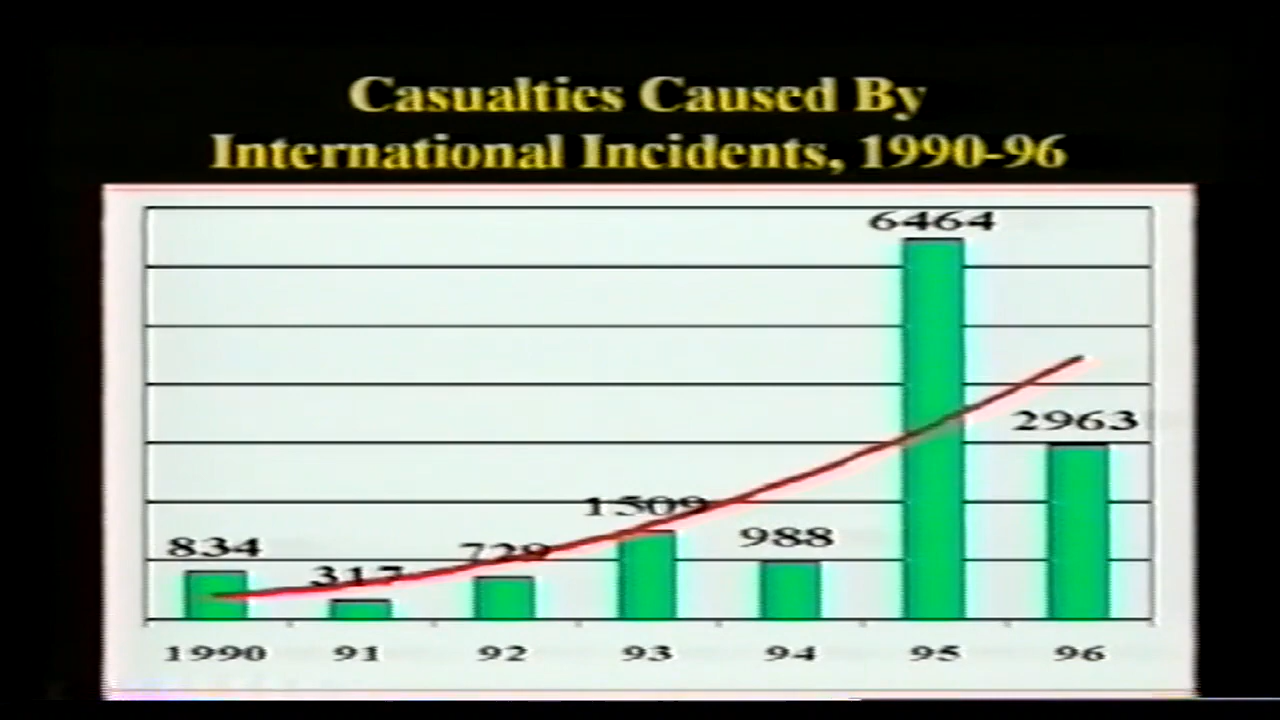 Casualties Caused By
International Incidents, 1990-96
6464
2963
1509
988
834
729
317
1990 91 92 93 94 95 96